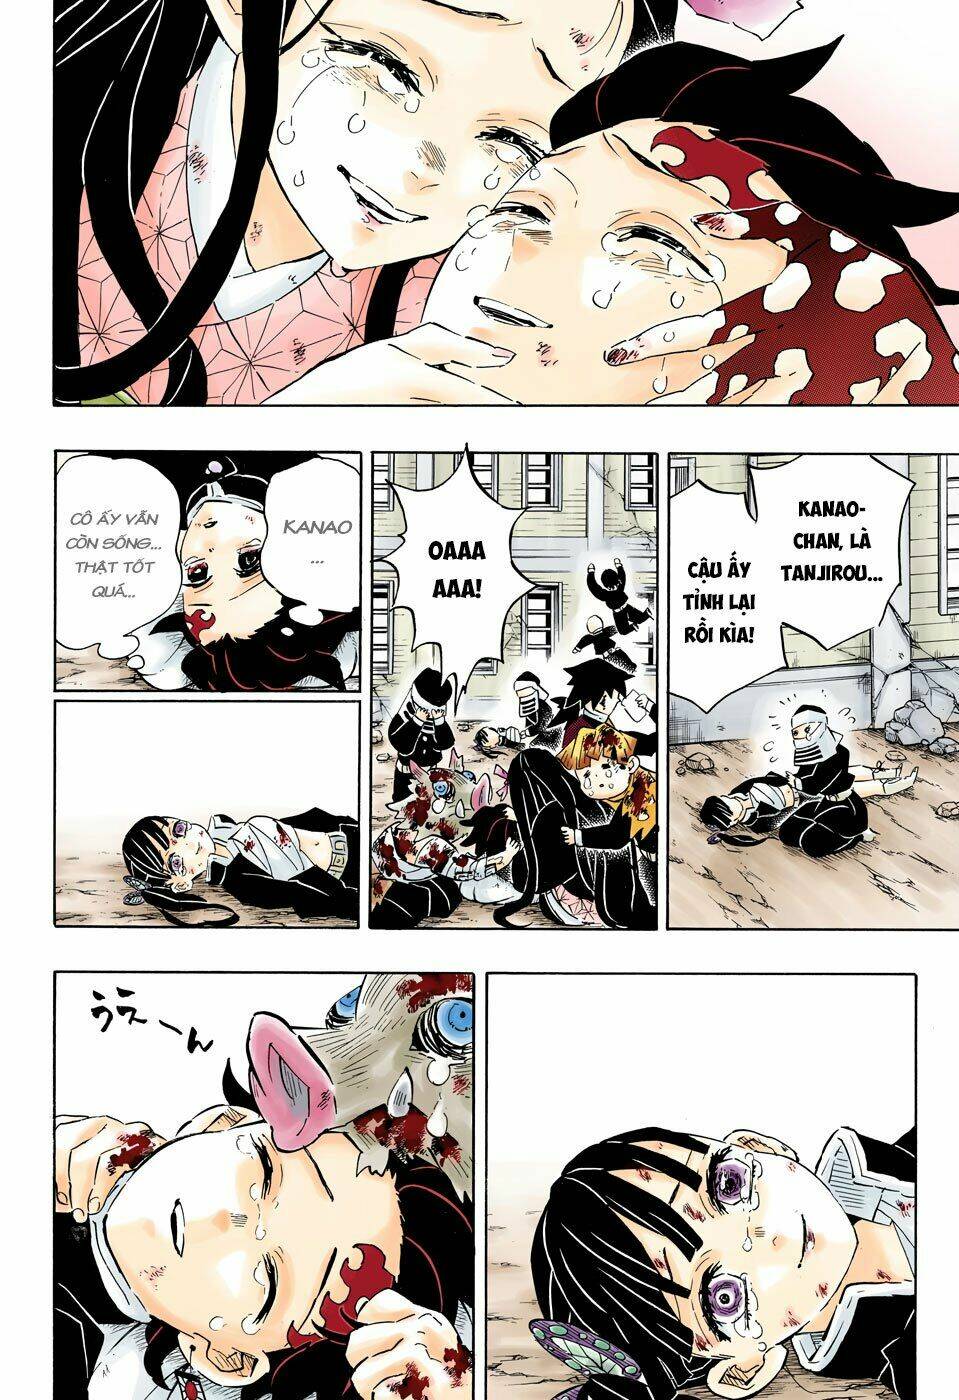 KANAO-
CHAN, LÀ
TANJIROU...
CẬU ẤY
TỈNH LẠI
RỒI KÌA!
OAAA
AAA!
KANAO
...
CÔ ẤY VẪN
CÒN SỐNG...
THẬT TỐT
QUÁ...
うえーん